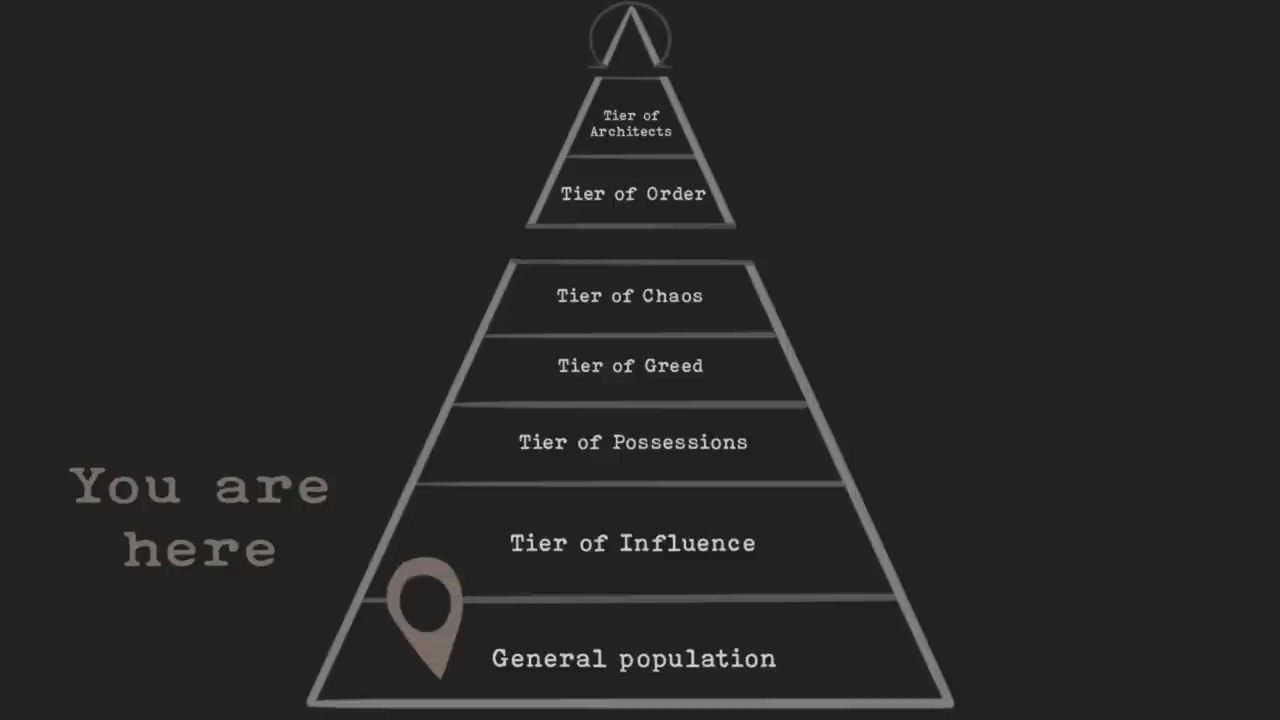 Tier of
Architects
Tier of Order
Tier of Chaos
Tier of Greed
Tier of Possessions
You are
here
Tier of Influence
General population